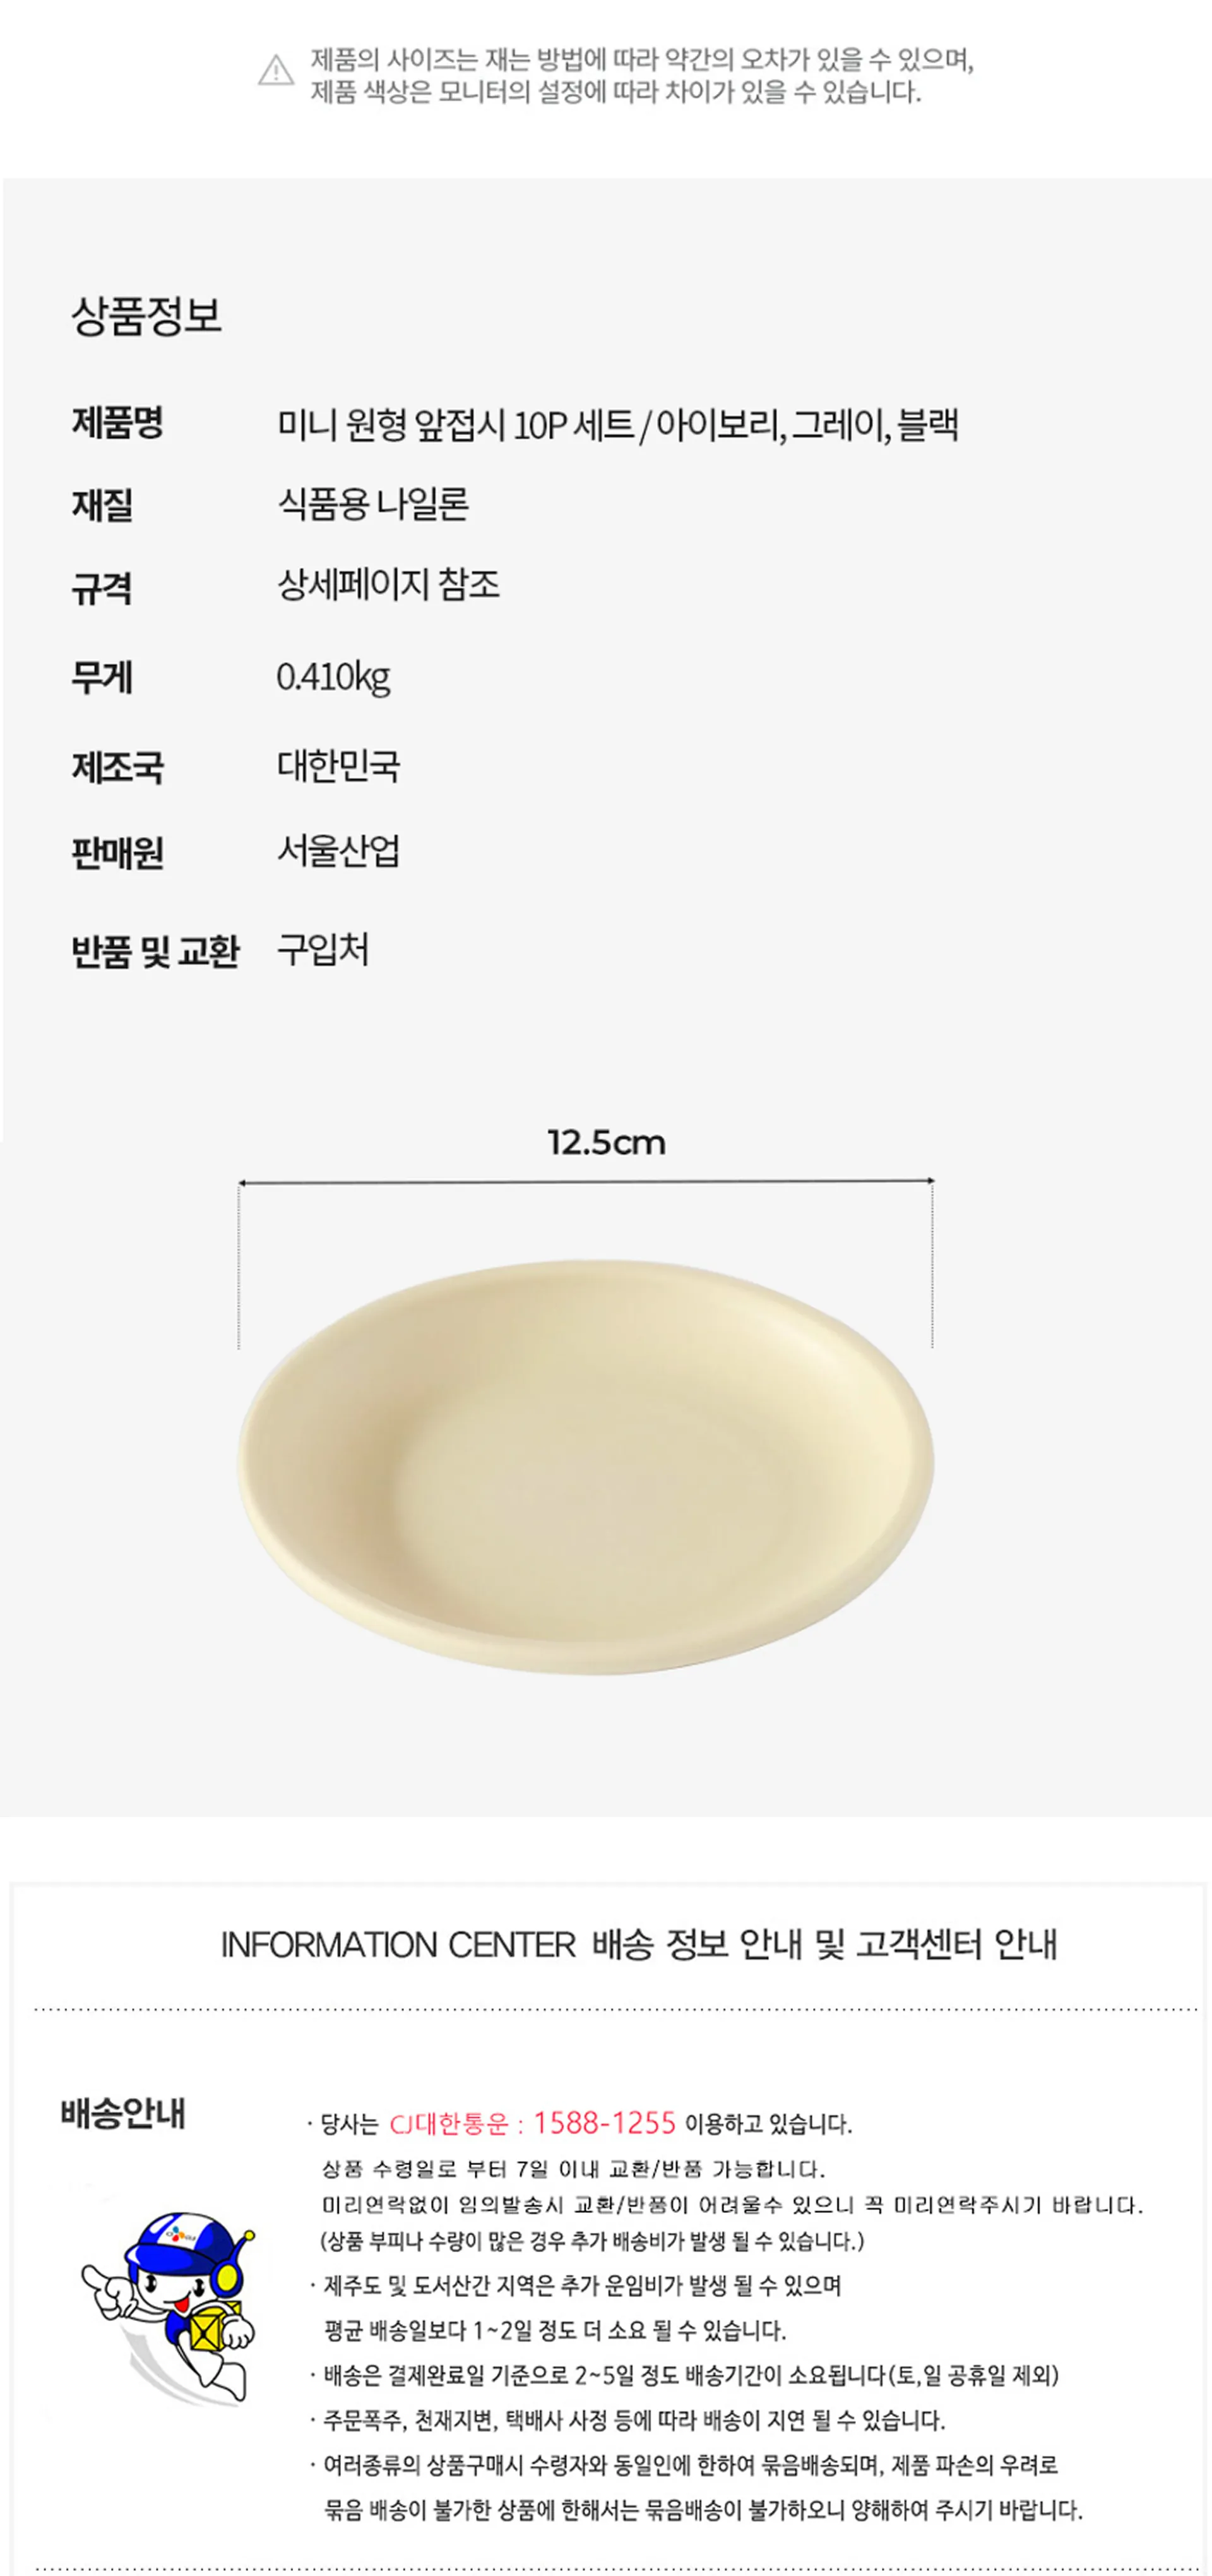 제품의 사이즈는 재는 방법에 따라 약간의 오차가 있을 수 있으며,
제품 색상은 모니터의 설정에 따라 차이가 있을 수 있습니다.
상품정보
제품명 미니 원형 앞접시 10P 세트 / 아이보리, 그레이, 블랙
재질 식품용 나일론
규격 상세페이지 참조
무게 0.410kg
제조국 대한민국
판매원 서울산업
반품 및 교환 구입처
12.5cm
INFORMATION CENTER 배송 정보 안내 및 고객센터 안내
배송안내
· 당사는 CJ대한통운 : 1588-1255 이용하고 있습니다.
상품 수령일로 부터 7일 이내 교환/반품 가능합니다.
미리연락없이 임의발송시 교환/반품이 어려울수 있으니 꼭 미리연락주시기 바랍니다.
(상품 부피나 수량이 많은 경우 추가 배송비가 발생 될 수 있습니다.)
· 제주도 및 도서산간 지역은 추가 운임비가 발생 될 수 있으며
평균 배송일보다 1~2일 정도 더 소요 될 수 있습니다.
· 배송은 결제완료일 기준으로 2~5일 정도 배송기간이 소요됩니다(토,일 공휴일 제외)
· 주문폭주, 천재지변, 택배사 사정 등에 따라 배송이 지연 될 수 있습니다.
· 여러종류의 상품구매시 수령자와 동일인에 한하여 묶음배송되며, 제품 파손의 우려로
묶음 배송이 불가한 상품에 한해서는 묶음배송이 불가하오니 양해하여 주시기 바랍니다.